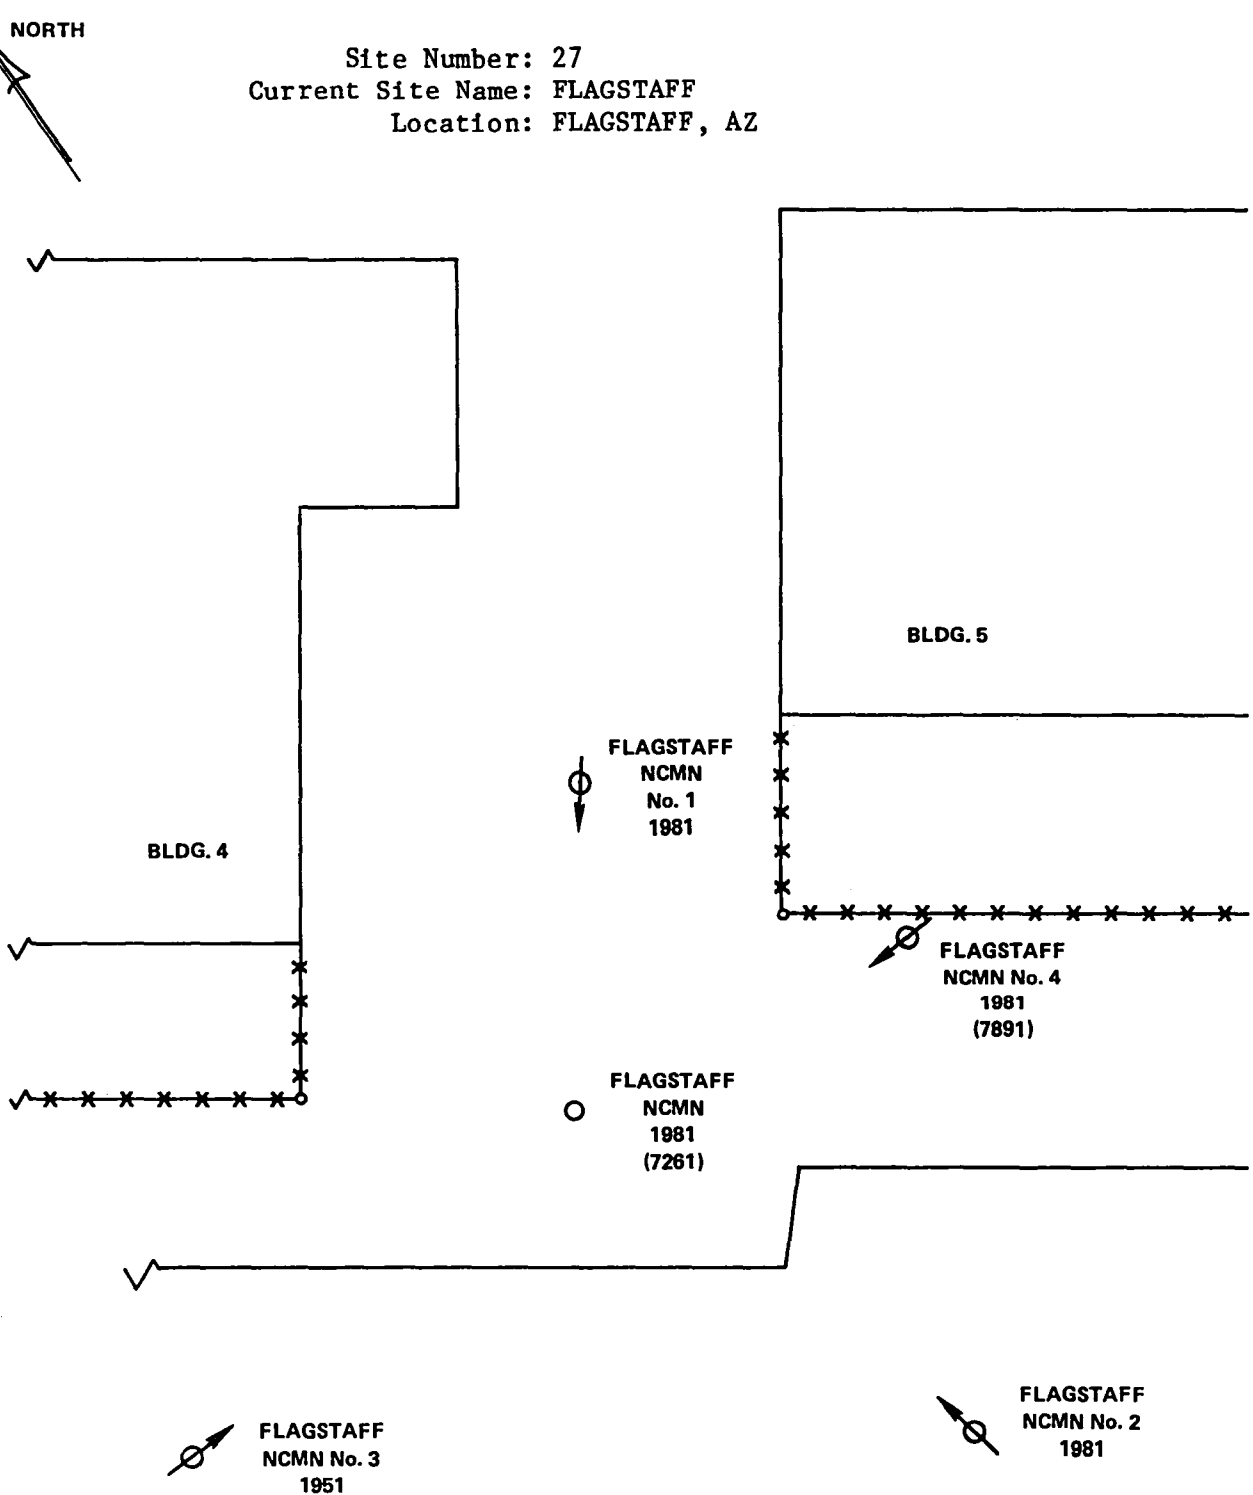 NORTH
Site Number: 27
Current Site Name: FLAGSTAFF
Location: FLAGSTAFF, AZ
BLDG. 5
FLAGSTAFF
NCMN
No. 1
1981
BLDG. 4
FLAGSTAFF
NCMN No. 4
1981
(7891)
FLAGSTAFF
NCMN
1981
(7261)
FLAGSTAFF
NCMN No. 2
1981
FLAGSTAFF
NCMN No. 3
1951